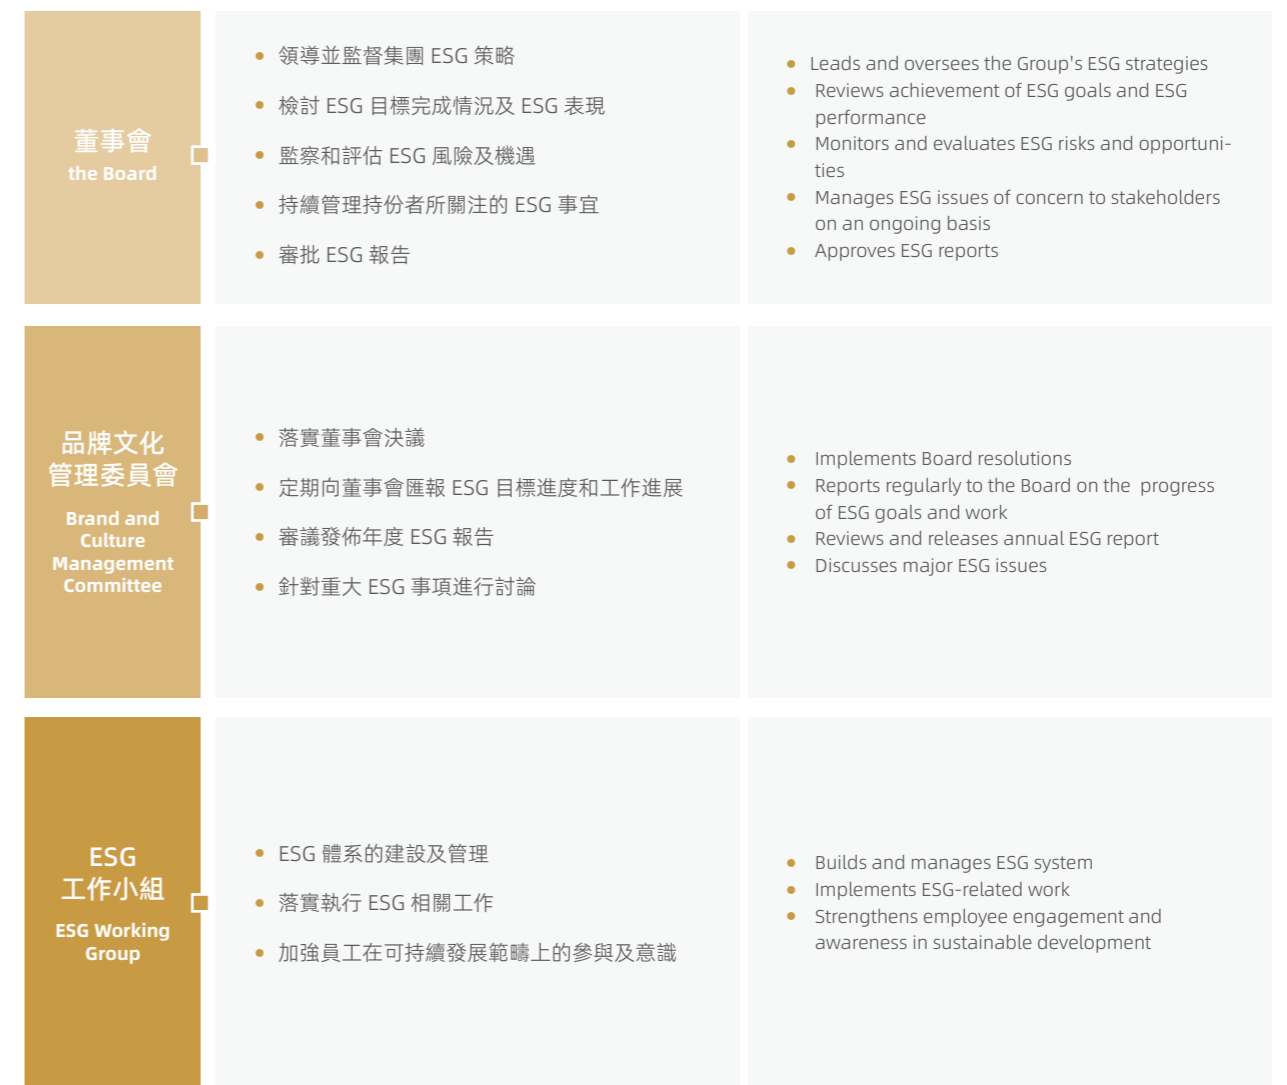 董事會
the Board
● 領導並監督集團 ESG 策略
● 檢討 ESG 目標完成情況及 ESG 表現
● 監察和評估 ESG 風險及機遇
● 持續管理持份者所關注的 ESG 事宜
● 審批 ESG 報告
● Leads and oversees the Group's ESG strategies
● Reviews achievement of ESG goals and ESG
performance
● Monitors and evaluates ESG risks and opportuni-
ties
● Manages ESG issues of concern to stakeholders
on an ongoing basis
● Approves ESG reports
品牌文化
管理委員會
Brand and
Culture
Management
Committee
● 落實董事會決議
● 定期向董事會匯報 ESG 目標進度和工作進展
● 審議發佈年度 ESG 報告
● 針對重大 ESG 事項進行討論
● Implements Board resolutions
● Reports regularly to the Board on the progress
of ESG goals and work
● Reviews and releases annual ESG report
● Discusses major ESG issues
ESG
工作小組
ESG Working
Group
● ESG 體系的建設及管理
● 落實執行 ESG 相關工作
● 加強員工在可持續發展範疇上的參與及意識
● Builds and manages ESG system
● Implements ESG-related work
● Strengthens employee engagement and
awareness in sustainable development